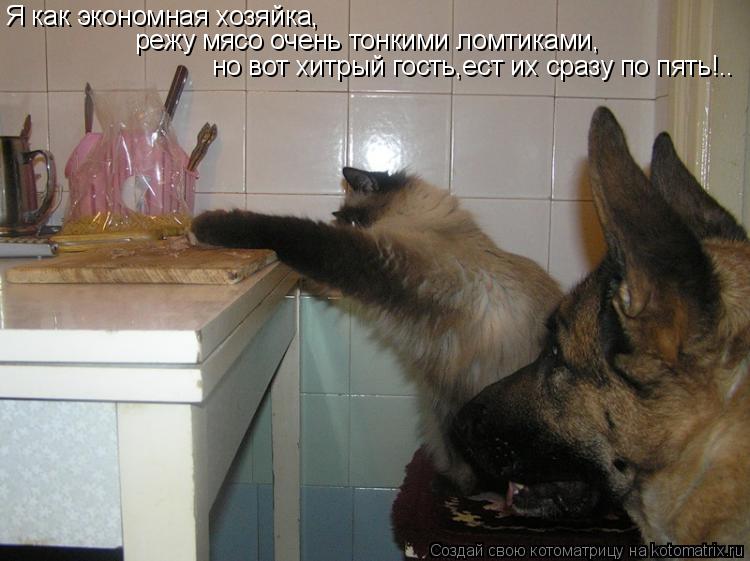 Я как экономная хозяйка,
режу мясо очень тонкими ломтиками,
но вот хитрый гость,ест их сразу по пять!..
Создай свою котоматрицу на kotomatrix.ru